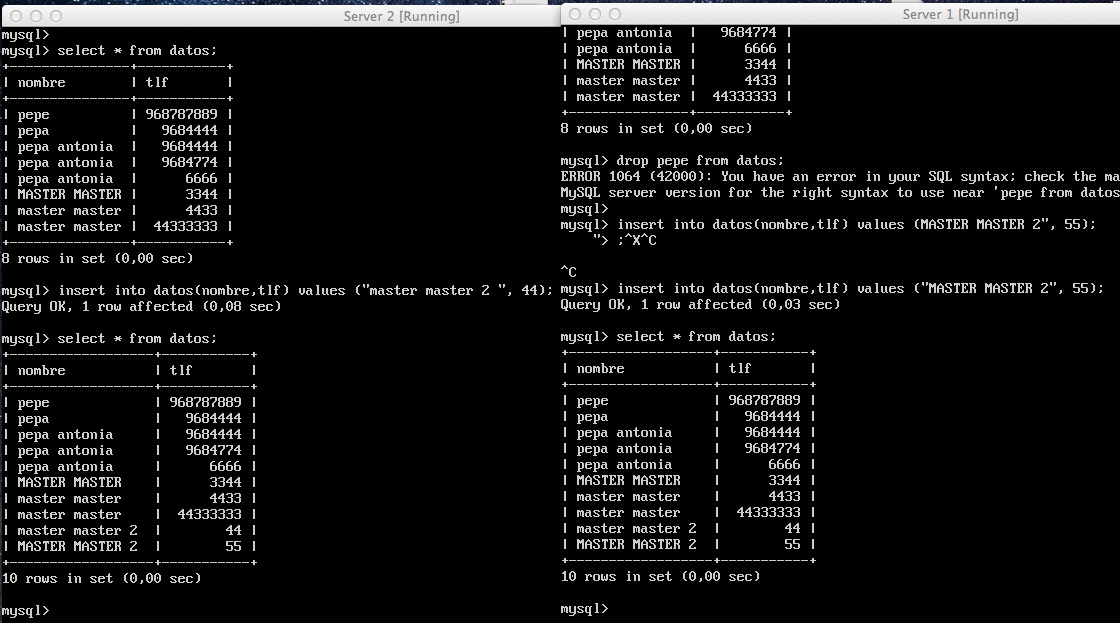 Server 2 [Running]
mysql>
mysql> select * from datos;
+---------------+-----------+
| nombre        | tlf       |
+---------------+-----------+
| pepe          | 968787889 |
| pepa          |   9684444 |
| pepa antonia  |   9684444 |
| pepa antonia  |   9684774 |
| pepa antonia  |      6666 |
| MASTER MASTER |      3344 |
| master master |      4433 |
| master master |  44333333 |
+---------------+-----------+
8 rows in set (0,00 sec)
mysql> insert into datos(nombre,tlf) values ("master master 2 ", 44);
Query OK, 1 row affected (0,08 sec)
mysql> select * from datos;
+------------------+-----------+
| nombre           | tlf       |
+------------------+-----------+
| pepe             | 968787889 |
| pepa             |   9684444 |
| pepa antonia     |   9684444 |
| pepa antonia     |   9684774 |
| pepa antonia     |      6666 |
| MASTER MASTER    |      3344 |
| master master    |      4433 |
| master master    |  44333333 |
| master master 2  |        44 |
| MASTER MASTER 2  |        55 |
+------------------+-----------+
10 rows in set (0,00 sec)
mysql>
Server 1 [Running]
| pepa antonia  |   9684774 |
| pepa antonia  |      6666 |
| MASTER MASTER |      3344 |
| master master |      4433 |
| master master |  44333333 |
+---------------+-----------+
8 rows in set (0,00 sec)
mysql> drop pepe from datos;
ERROR 1064 (42000): You have an error in your SQL syntax; check the ma
MySQL server version for the right syntax to use near 'pepe from datos
mysql>
mysql> insert into datos(nombre,tlf) values (MASTER MASTER 2", 55);
    "> ;^X^C
^C
mysql> insert into datos(nombre,tlf) values ("MASTER MASTER 2", 55);
Query OK, 1 row affected (0,03 sec)
mysql> select * from datos;
+------------------+-----------+
| nombre           | tlf       |
+------------------+-----------+
| pepe             | 968787889 |
| pepa             |   9684444 |
| pepa antonia     |   9684444 |
| pepa antonia     |   9684774 |
| pepa antonia     |      6666 |
| MASTER MASTER    |      3344 |
| master master    |      4433 |
| master master    |  44333333 |
| master master 2  |        44 |
| MASTER MASTER 2  |        55 |
+------------------+-----------+
10 rows in set (0,00 sec)
mysql>